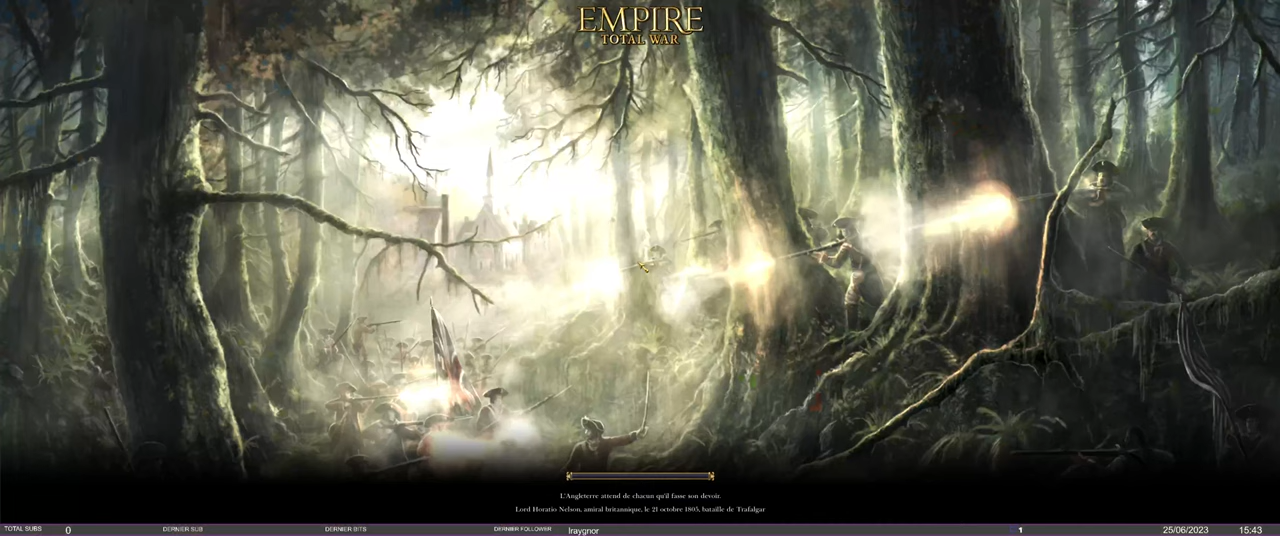 EMPIRE
TOTAL WAR
L'Angleterre attend de chacun qu'il fasse son devoir.
Lord Horatio Nelson, amiral britannique, le 21 octobre 1805, bataille de Trafalgar
TOTAL SUBS 0 DERNIER SUB DERNIER BITS DERNIER FOLLOWER Iraygnor 1 25/06/2023 15:43